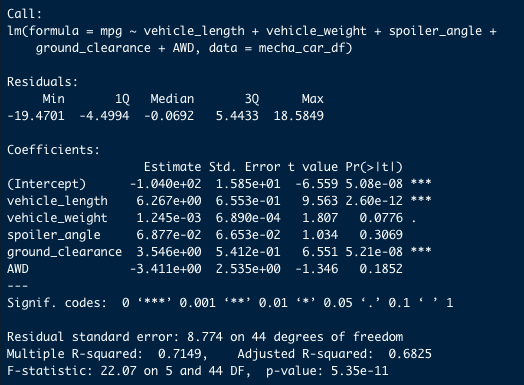 Call:
lm(formula = mpg ~ vehicle_length + vehicle_weight + spoiler_angle +
    ground_clearance + AWD, data = mecha_car_df)

Residuals:
     Min       1Q   Median       3Q      Max
-19.4701  -4.4994  -0.0692   5.4433  18.5849

Coefficients:
                   Estimate Std. Error t value Pr(>|t|)
(Intercept)      -1.040e+02  1.585e+01  -6.559 5.08e-08 ***
vehicle_length    6.267e+00  6.553e-01   9.563 2.60e-12 ***
vehicle_weight    1.245e-03  6.890e-04   1.807   0.0776 .
spoiler_angle     6.877e-02  6.653e-02   1.034   0.3069
ground_clearance  3.546e+00  5.412e-01   6.551 5.21e-08 ***
AWD              -3.411e+00  2.535e+00  -1.346   0.1852
---
Signif. codes:  0 ‘***’ 0.001 ‘**’ 0.01 ‘*’ 0.05 ‘.’ 0.1 ‘ ’ 1

Residual standard error: 8.774 on 44 degrees of freedom
Multiple R-squared:  0.7149,    Adjusted R-squared:  0.6825
F-statistic: 22.07 on 5 and 44 DF,  p-value: 5.35e-11